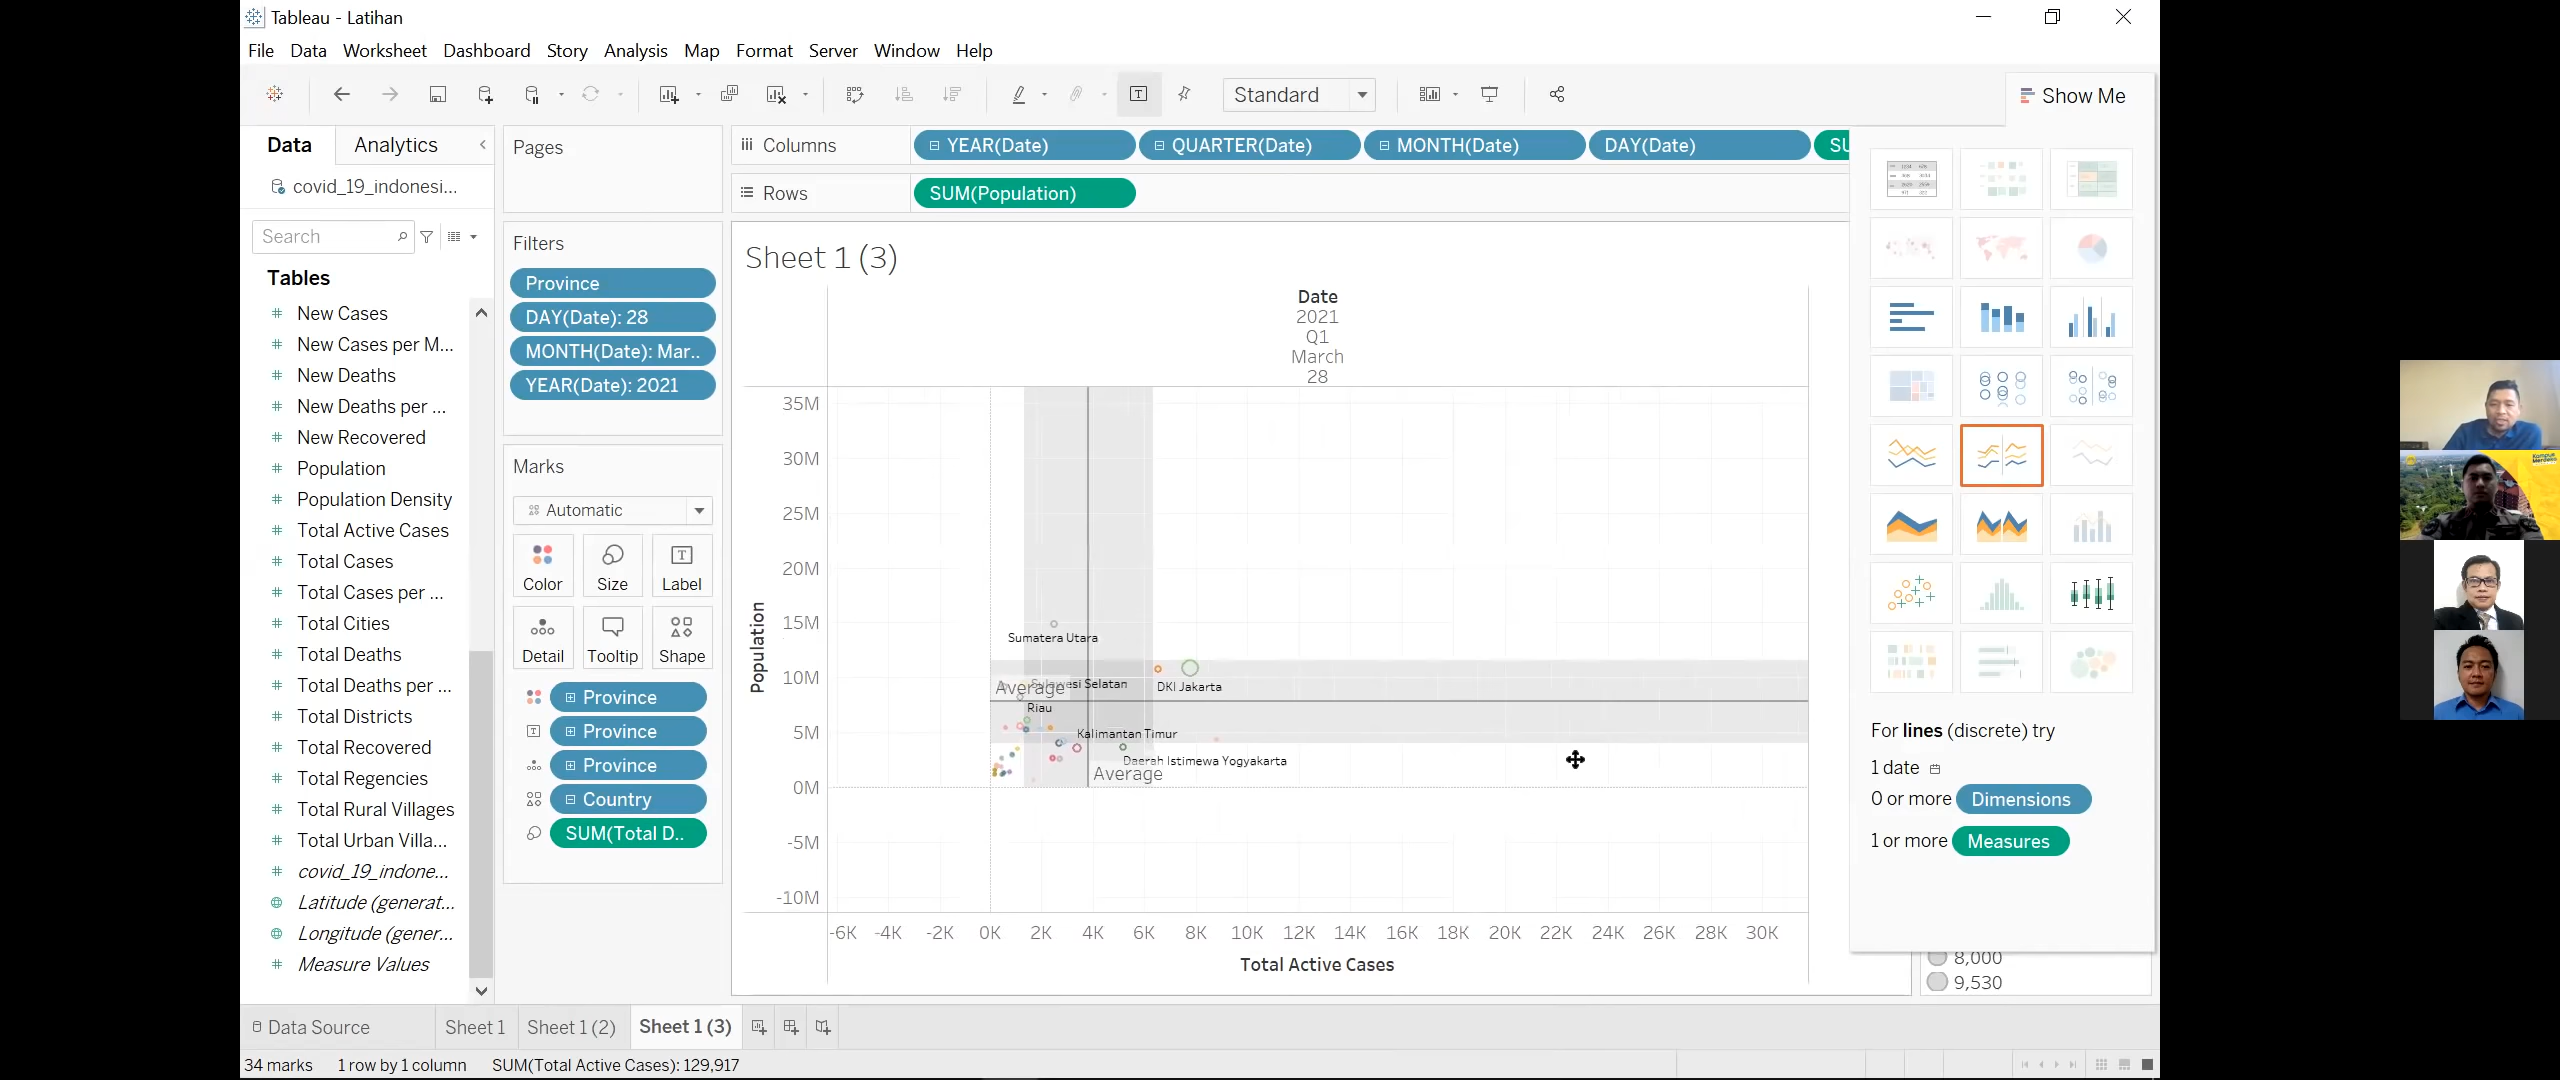 Tableau - Latihan
File Data Worksheet Dashboard Story Analysis Map Format Server Window Help
Standard
Show Me
Data Analytics
covid_19_indonesi...
Search
Tables
New Cases
New Cases per M...
New Deaths
New Deaths per ...
New Recovered
Population
Population Density
Total Active Cases
Total Cases
Total Cases per ...
Total Cities
Total Deaths
Total Deaths per ...
Total Districts
Total Recovered
Total Regencies
Total Rural Villages
Total Urban Villa...
covid_19_indone...
Latitude (generat...
Longitude (gener...
Measure Values
Pages
Filters
Province
DAY(Date): 28
MONTH(Date): Mar..
YEAR(Date): 2021
Marks
Automatic
Color Size Label
Detail Tooltip Shape
Province
Province
Province
Country
SUM(Total D..
Columns YEAR(Date) QUARTER(Date) MONTH(Date) DAY(Date) SU
Rows SUM(Population)
Sheet 1 (3)
Date
2021
Q1
March
28
35M
30M
25M
20M
15M
10M
5M
0M
-5M
-10M
Population
Sumatera Utara
Sulawesi Selatan
Average
DKI Jakarta
Riau
Kalimantan Timur
Daerah Istimewa Yogyakarta
Average
-6K -4K -2K 0K 2K 4K 6K 8K 10K 12K 14K 16K 18K 20K 22K 24K 26K 28K 30K
Total Active Cases
For lines (discrete) try
1 date
0 or more Dimensions
1 or more Measures
8,000
9,530
Data Source Sheet 1 Sheet 1 (2) Sheet 1 (3)
34 marks 1 row by 1 column SUM(Total Active Cases): 129,917
Kampus
Merdeka